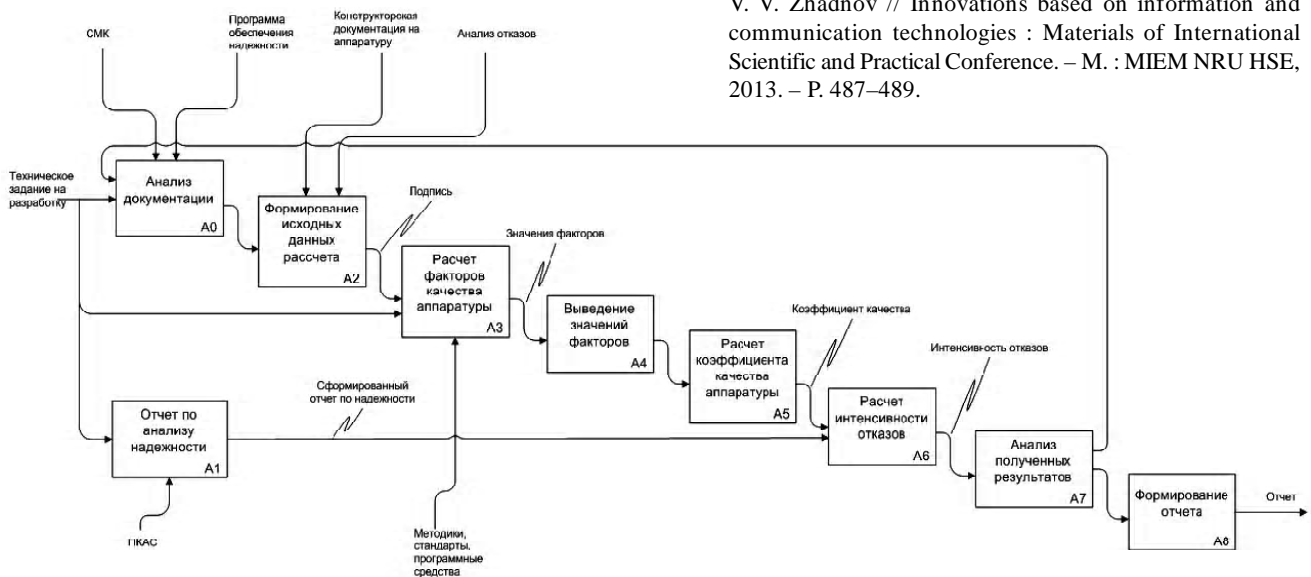 V. V. Zhadnov // Innovations based on information and
communication technologies : Materials of International
Scientific and Practical Conference. – M. : MIEM NRU HSE,
2013. – P. 487–489.
СМК
Программа
обеспечения
надежности
Конструкторская
документация на
аппаратуру
Анализ отказов
Техническое
задание на
разработку
Анализ
документации
A0
Формирование
исходных
данных
рассчета
A2
Подпись
Расчет
факторов
качества
аппаратуры
A3
Значения факторов
Выведение
значений
факторов
A4
Расчет
коэффициента
качества
аппаратуры
A5
Коэффициент качества
Интенсивность отказов
Сформированный
отчет по надежности
Отчет по
анализу
надежности
A1
Расчет
интенсивности
отказов
A6
Анализ
полученных
результатов
A7
Формирование
отчета
A8
Отчет
ПКАС
Методики,
стандарты,
программные
средства